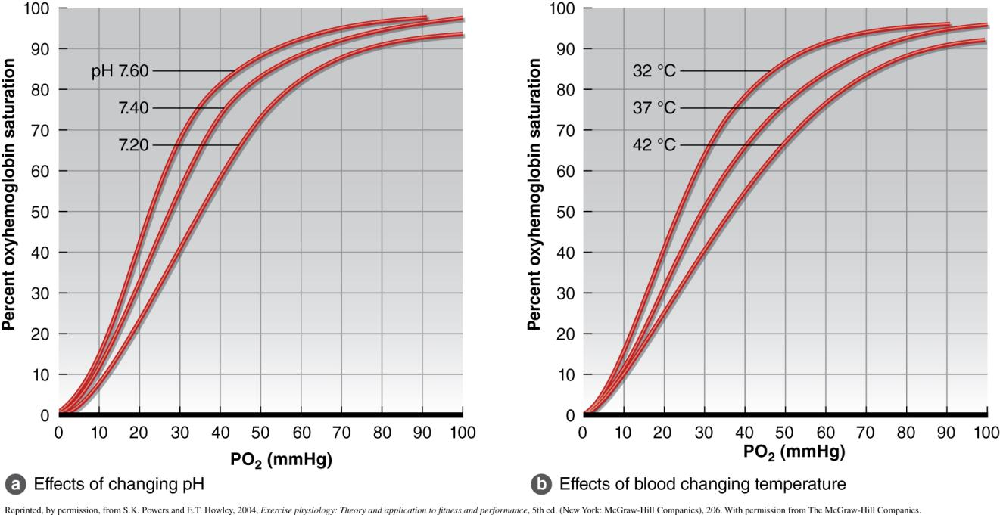 100
90
80
70
60
50
40
30
20
10
0
Percent oxyhemoglobin saturation
pH 7.60
7.40
7.20
0 10 20 30 40 50 60 70 80 90 100
PO2 (mmHg)
a Effects of changing pH
100
90
80
70
60
50
40
30
20
10
0
Percent oxyhemoglobin saturation
32 °C
37 °C
42 °C
0 10 20 30 40 50 60 70 80 90 100
PO2 (mmHg)
b Effects of blood changing temperature
Reprinted, by permission, from S.K. Powers and E.T. Howley, 2004, Exercise physiology: Theory and application to fitness and performance, 5th ed. (New York: McGraw-Hill Companies), 206. With permission from The McGraw-Hill Companies.